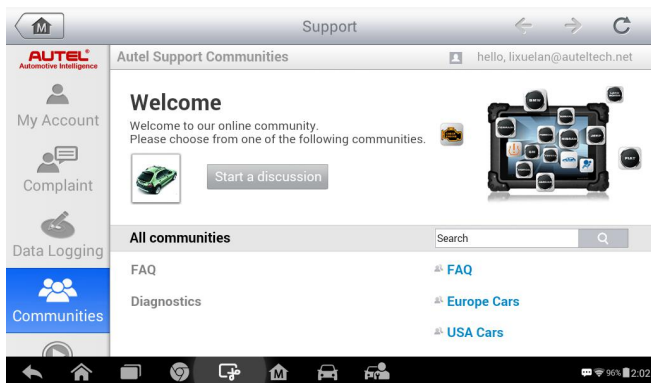 Support
AUTEL®
Automotive Intelligence
Autel Support Communities
hello, lixuelan@auteltech.net
My Account
Welcome
Welcome to our online community.
Please choose from one of the following communities.
Start a discussion
Complaint
Data Logging
All communities
Search
FAQ
FAQ
Diagnostics
Europe Cars
USA Cars
Communities
96%
2:02